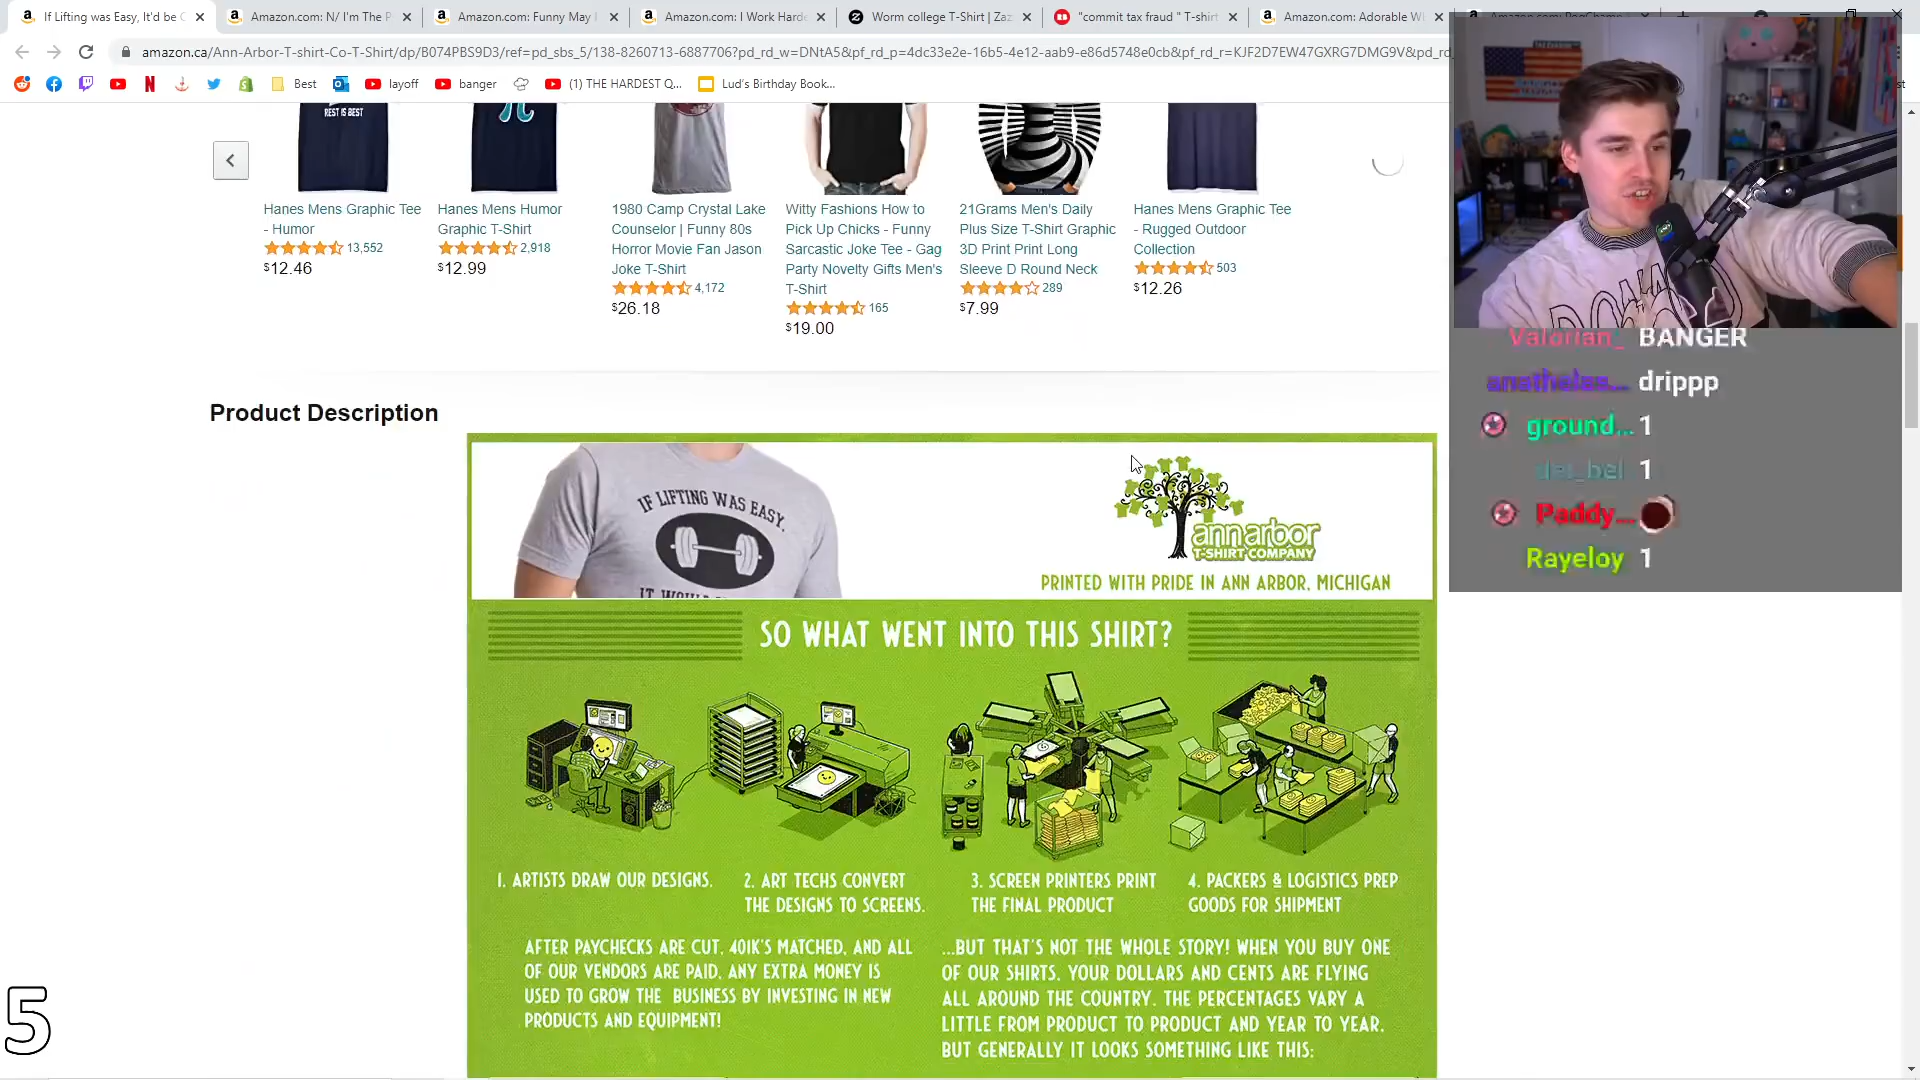 If Lifting was Easy, It'd be C
Amazon.com: N/ I'm The P
Amazon.com: Funny May
Amazon.com: I Work Harde
Worm college T-Shirt | Zaz
"commit tax fraud " T-shirt
Amazon.com: Adorable Wi
amazon.ca/Ann-Arbor-T-shirt-Co-T-Shirt/dp/B074PBS9D3/ref=pd_sbs_5/138-8260713-6887706?pd_rd_w=DNtA5&pf_rd_p=4dc33e2e-16b5-4e12-aab9-e86d5748e0cb&pf_rd_r=KJF2D7EW47GXRG7DMG9V&pd_
Best
layoff
banger
(1) THE HARDEST Q...
Lud's Birthday Book...
REST IS BEST
Hanes Mens Graphic Tee
- Humor
13,552
$12.46
Hanes Mens Humor
Graphic T-Shirt
2,918
$12.99
1980 Camp Crystal Lake
Counselor | Funny 80s
Horror Movie Fan Jason
Joke T-Shirt
4,172
$26.18
Witty Fashions How to
Pick Up Chicks - Funny
Sarcastic Joke Tee - Gag
Party Novelty Gifts Men's
T-Shirt
165
$19.00
21Grams Men's Daily
Plus Size T-Shirt Graphic
3D Print Print Long
Sleeve D Round Neck
289
$7.99
Hanes Mens Graphic Tee
- Rugged Outdoor
Collection
503
$12.26
Valorian_ BANGER
drippp
ground... 1
1
Paddy...
Rayeloy 1
Product Description
IF LIFTING WAS EASY,
ann arbor
T-SHIRT COMPANY
PRINTED WITH PRIDE IN ANN ARBOR, MICHIGAN
SO WHAT WENT INTO THIS SHIRT?
1. ARTISTS DRAW OUR DESIGNS.
2. ART TECHS CONVERT
THE DESIGNS TO SCREENS.
3. SCREEN PRINTERS PRINT
THE FINAL PRODUCT
4. PACKERS & LOGISTICS PREP
GOODS FOR SHIPMENT
AFTER PAYCHECKS ARE CUT, 401K'S MATCHED, AND ALL
OF OUR VENDORS ARE PAID, ANY EXTRA MONEY IS
USED TO GROW THE BUSINESS BY INVESTING IN NEW
PRODUCTS AND EQUIPMENT!
...BUT THAT'S NOT THE WHOLE STORY! WHEN YOU BUY ONE
OF OUR SHIRTS, YOUR DOLLARS AND CENTS ARE FLYING
ALL AROUND THE COUNTRY. THE PERCENTAGES VARY A
LITTLE FROM PRODUCT TO PRODUCT AND YEAR TO YEAR,
BUT GENERALLY IT LOOKS SOMETHING LIKE THIS:
5